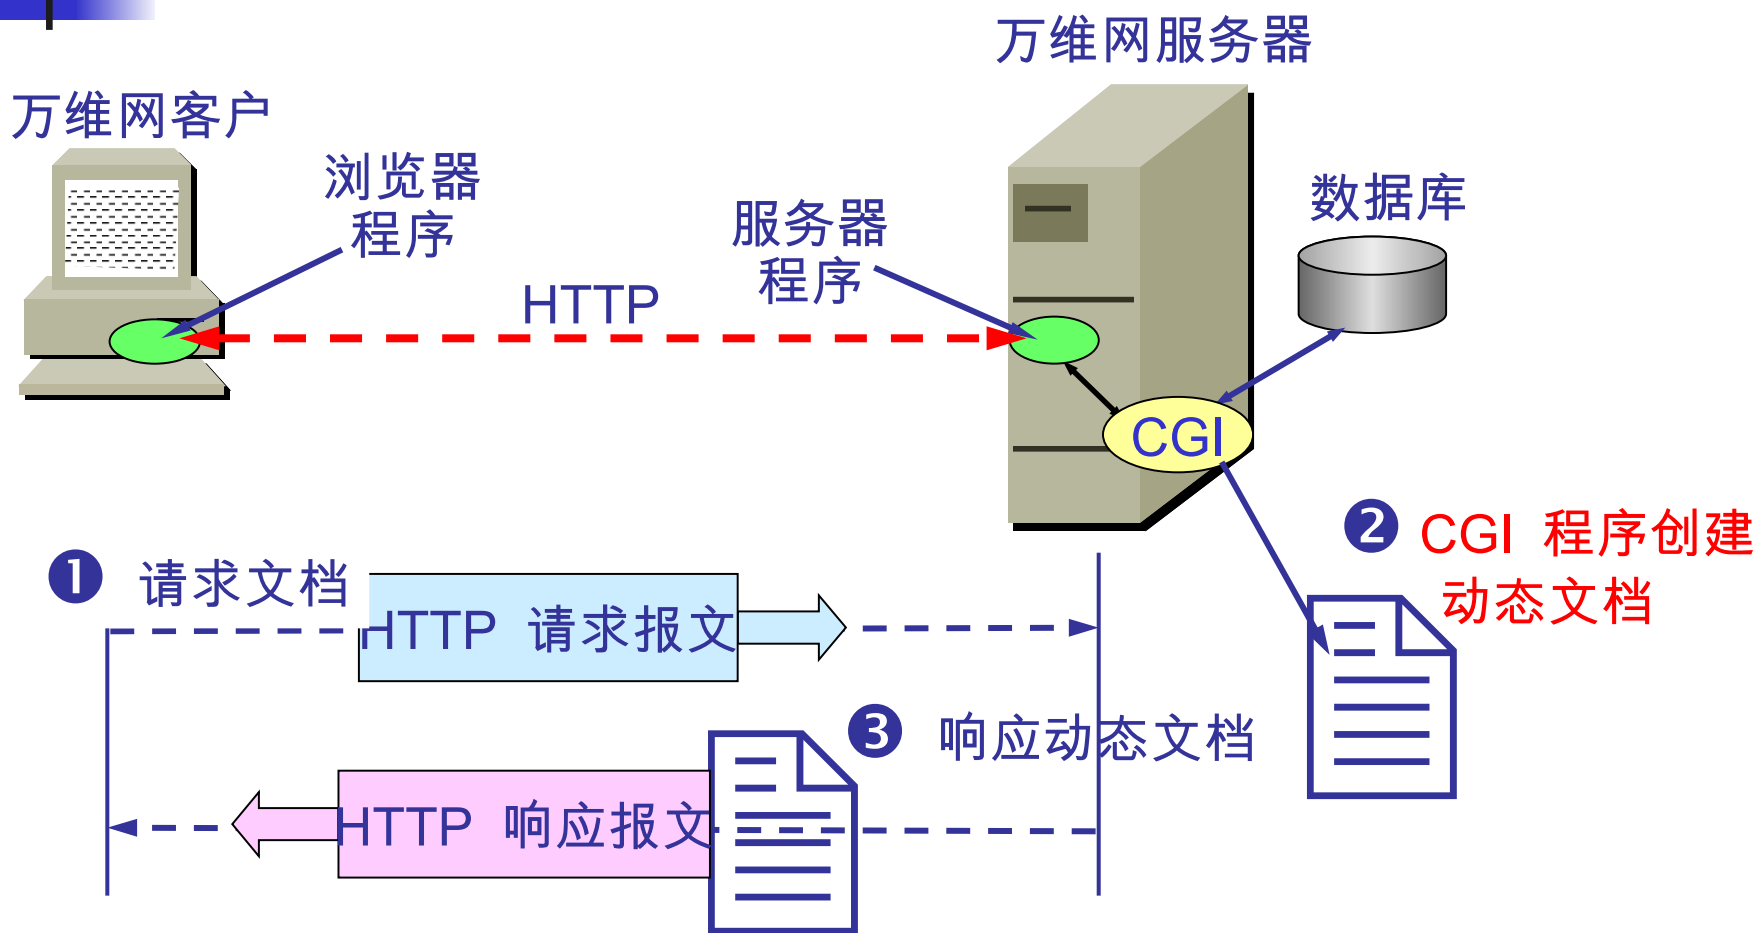 万维网服务器
万维网客户
浏览器
程序
服务器
程序
数据库
HTTP
CGI
❷ CGI 程序创建
动态文档
❶ 请求文档
HTTP 请求报文
❸ 响应动态文档
HTTP 响应报文